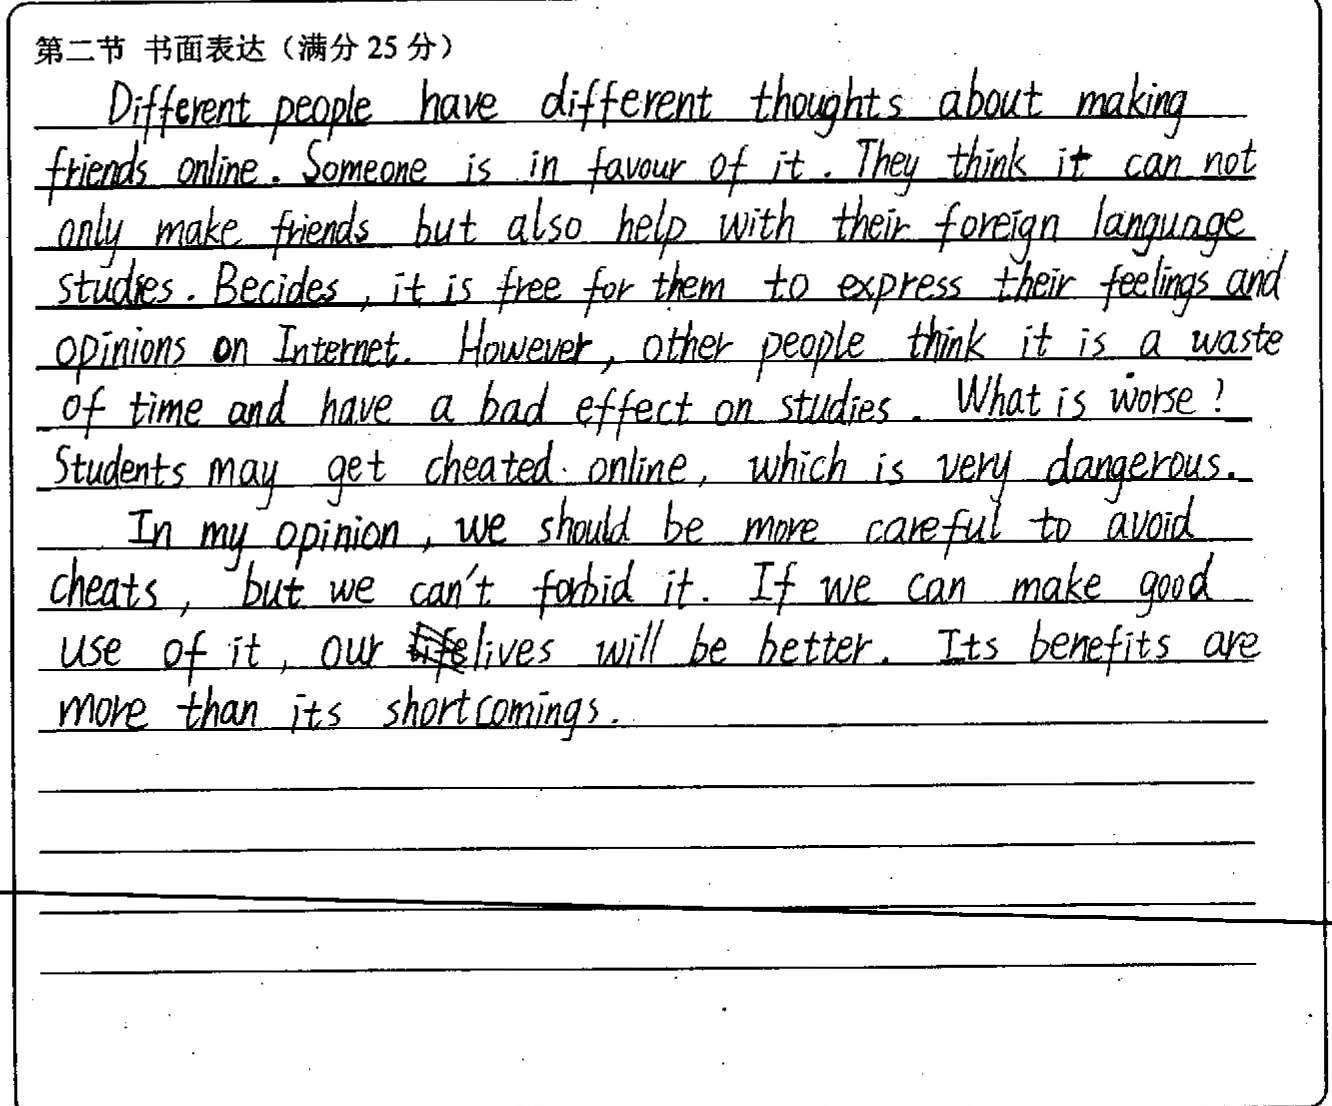 第二节 书面表达（满分 25 分）
Different people have different thoughts about making
friends online. Someone is in favour of it. They think it can not
only make friends but also help with their foreign language
studies. Becides, it is free for them to express their feelings and
opinions on Internet. However, other people think it is a waste
of time and have a bad effect on studies. What is worse?
Students may get cheated online, which is very dangerous.
In my opinion, we should be more careful to avoid
cheats, but we can't forbid it. If we can make good
use of it, our lives will be better. Its benefits are
more than its shortcomings.